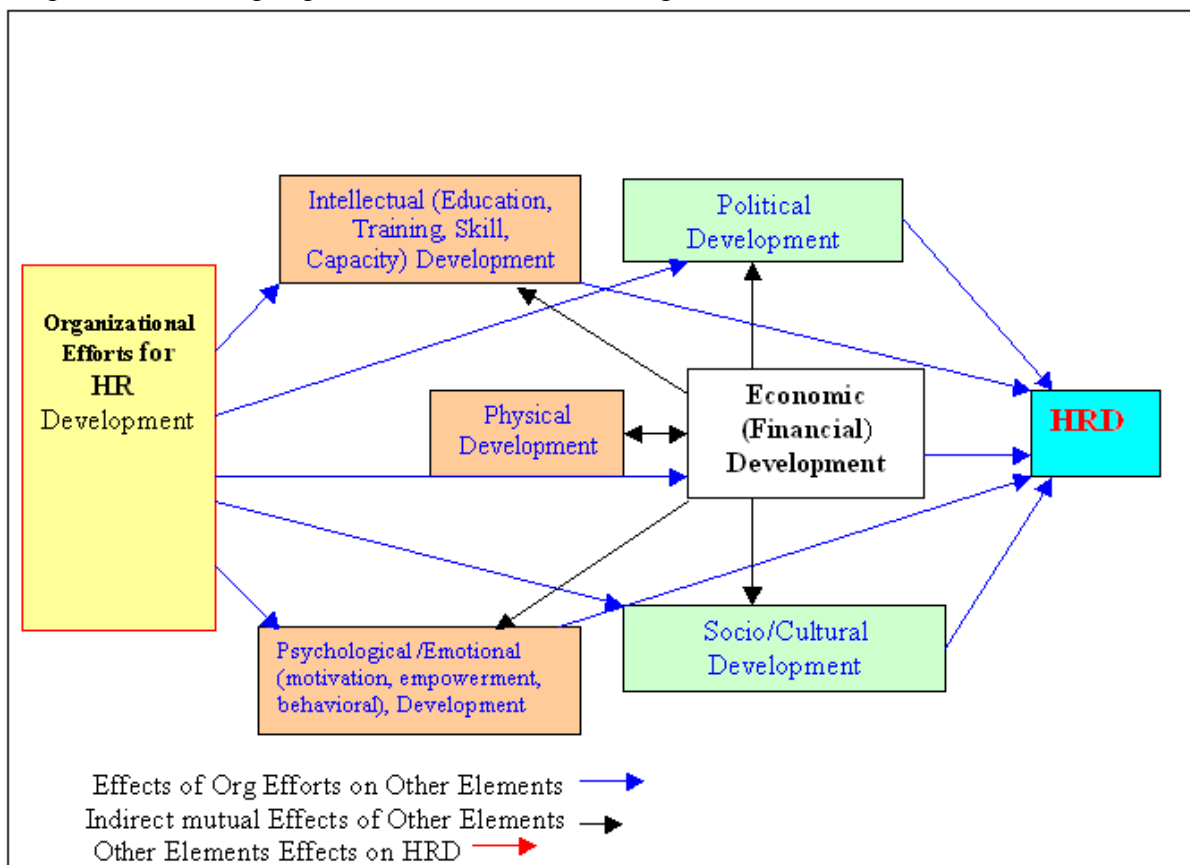 Intellectual (Education,
Training, Skill,
Capacity) Development
Political
Development
Organizational
Efforts for
HR
Development
Physical
Development
Economic
(Financial)
Development
HRD
Psychological /Emotional
(motivation, empowerment,
behavioral), Development
Socio/Cultural
Development
Effects of Org Efforts on Other Elements
Indirect mutual Effects of Other Elements
Other Elements Effects on HRD